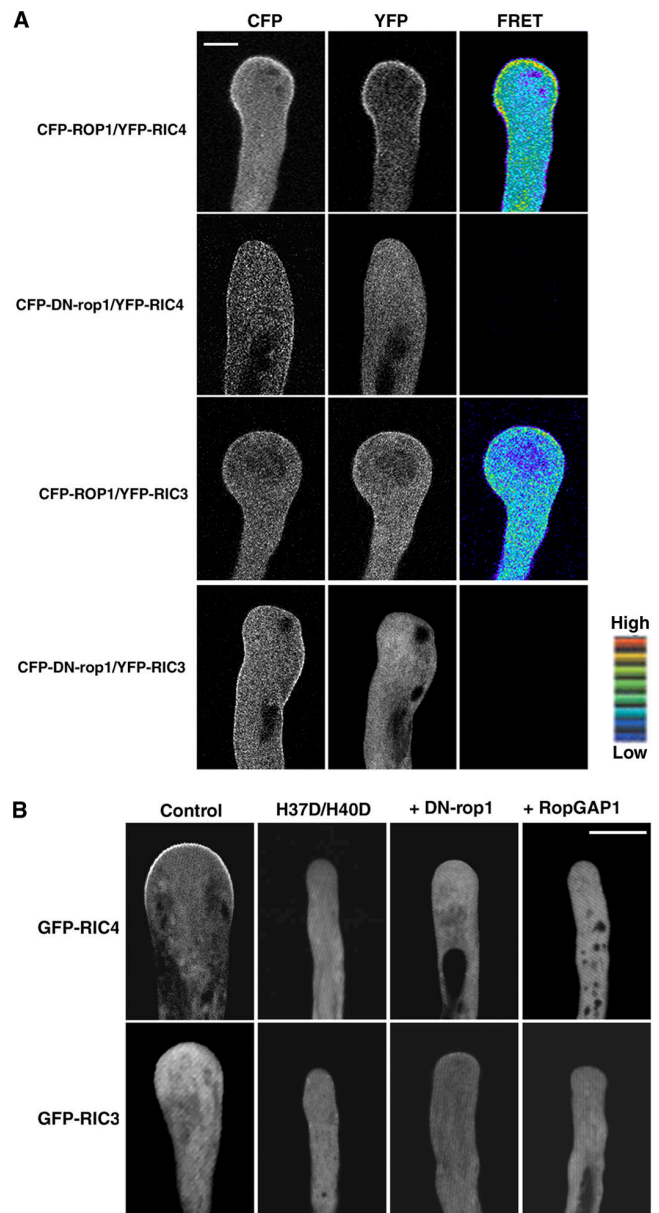 A
CFP YFP FRET
CFP-ROP1/YFP-RIC4
CFP-DN-rop1/YFP-RIC4
CFP-ROP1/YFP-RIC3
CFP-DN-rop1/YFP-RIC3
High
Low
B
Control H37D/H40D + DN-rop1 + RopGAP1
GFP-RIC4
GFP-RIC3